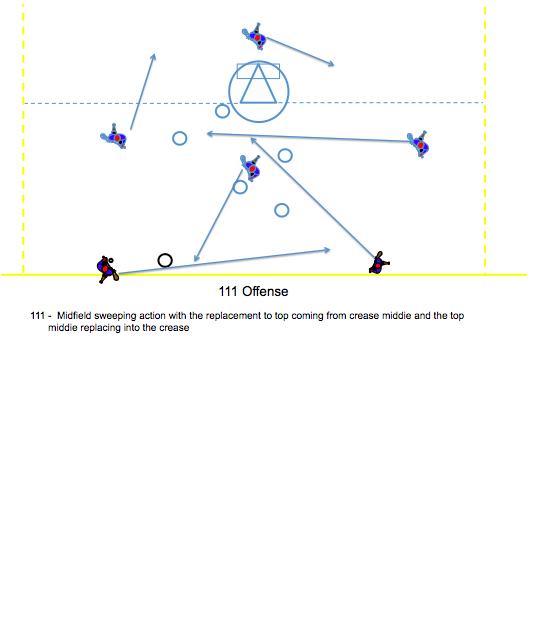 111 Offense
111 - Midfield sweeping action with the replacement to top coming from crease middie and the top
middie replacing into the crease